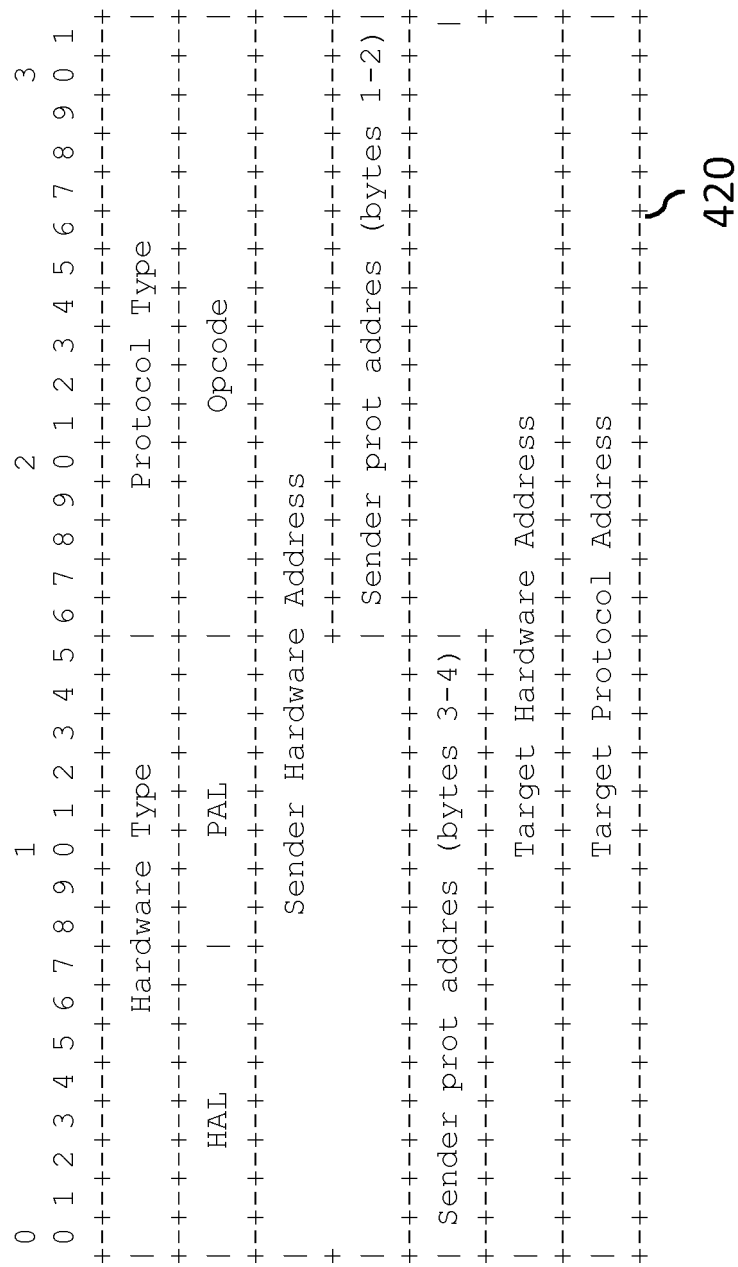 0                   1                   2                   3
 0 1 2 3 4 5 6 7 8 9 0 1 2 3 4 5 6 7 8 9 0 1 2 3 4 5 6 7 8 9 0 1
+-+-+-+-+-+-+-+-+-+-+-+-+-+-+-+-+-+-+-+-+-+-+-+-+-+-+-+-+-+-+-+-+
|            Hardware Type      |       Protocol Type           |
+-+-+-+-+-+-+-+-+-+-+-+-+-+-+-+-+-+-+-+-+-+-+-+-+-+-+-+-+-+-+-+-+
|     HAL       |     PAL       |           Opcode              |
+-+-+-+-+-+-+-+-+-+-+-+-+-+-+-+-+-+-+-+-+-+-+-+-+-+-+-+-+-+-+-+-+
|                 Sender Hardware Address                       |
+                               +-+-+-+-+-+-+-+-+-+-+-+-+-+-+-+-+
|                               | Sender prot addres (bytes 1-2)|
+-+-+-+-+-+-+-+-+-+-+-+-+-+-+-+-+-+-+-+-+-+-+-+-+-+-+-+-+-+-+-+-+
| Sender prot addres (bytes 3-4)|                               |
+-+-+-+-+-+-+-+-+-+-+-+-+-+-+-+-+                               +
|                    Target Hardware Address                    |
+-+-+-+-+-+-+-+-+-+-+-+-+-+-+-+-+-+-+-+-+-+-+-+-+-+-+-+-+-+-+-+-+
|                    Target Protocol Address                    |
+-+-+-+-+-+-+-+-+-+-+-+-+-+-+-+-+-+-+-+-+-+-+-+-+-+-+-+-+-+-+-+-+
420